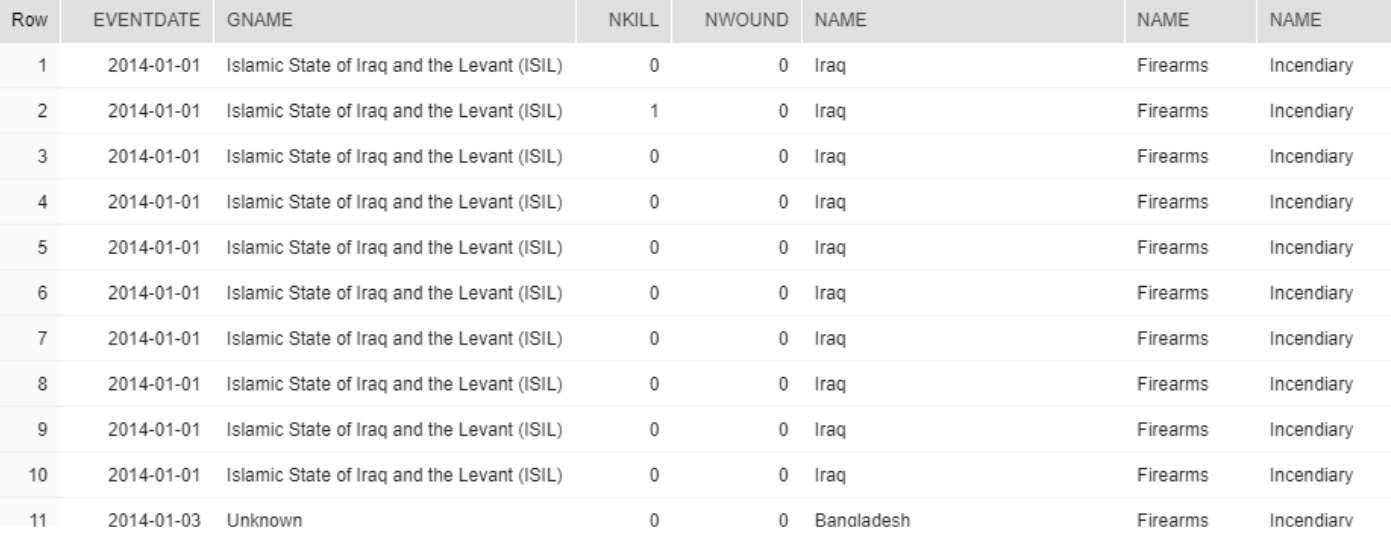 Row EVENTDATE GNAME NKILL NWOUND NAME NAME NAME
1 2014-01-01 Islamic State of Iraq and the Levant (ISIL) 0 0 Iraq Firearms Incendiary
2 2014-01-01 Islamic State of Iraq and the Levant (ISIL) 1 0 Iraq Firearms Incendiary
3 2014-01-01 Islamic State of Iraq and the Levant (ISIL) 0 0 Iraq Firearms Incendiary
4 2014-01-01 Islamic State of Iraq and the Levant (ISIL) 0 0 Iraq Firearms Incendiary
5 2014-01-01 Islamic State of Iraq and the Levant (ISIL) 0 0 Iraq Firearms Incendiary
6 2014-01-01 Islamic State of Iraq and the Levant (ISIL) 0 0 Iraq Firearms Incendiary
7 2014-01-01 Islamic State of Iraq and the Levant (ISIL) 0 0 Iraq Firearms Incendiary
8 2014-01-01 Islamic State of Iraq and the Levant (ISIL) 0 0 Iraq Firearms Incendiary
9 2014-01-01 Islamic State of Iraq and the Levant (ISIL) 0 0 Iraq Firearms Incendiary
10 2014-01-01 Islamic State of Iraq and the Levant (ISIL) 0 0 Iraq Firearms Incendiary
11 2014-01-03 Unknown 0 0 Bangladesh Firearms Incendiary